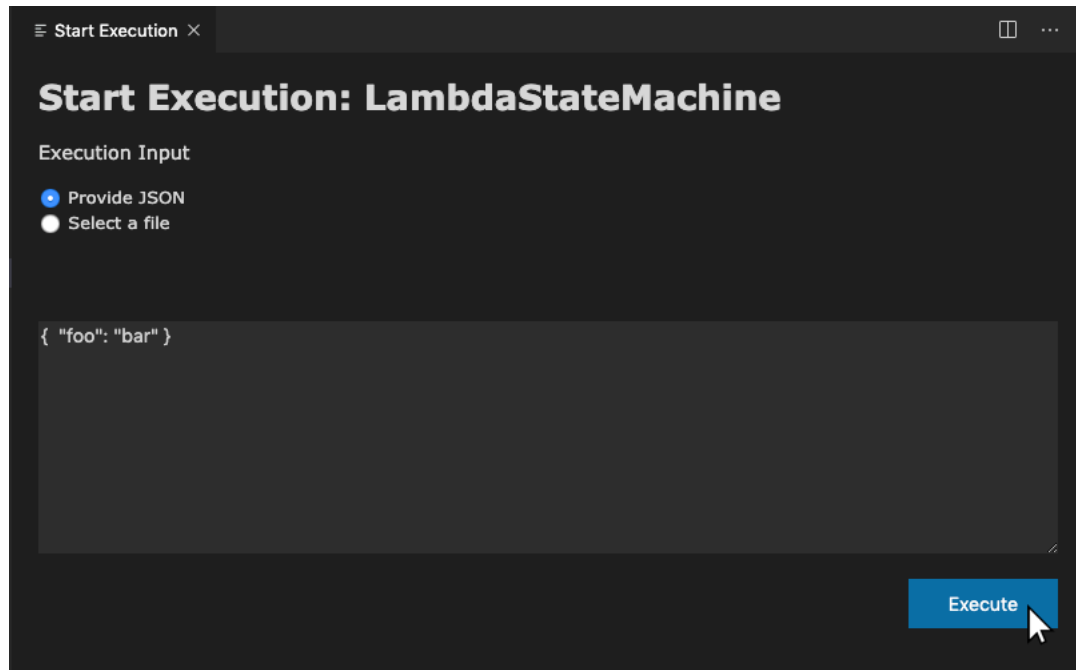 Start Execution
Start Execution: LambdaStateMachine
Execution Input
Provide JSON
Select a file
{ "foo": "bar" }
Execute